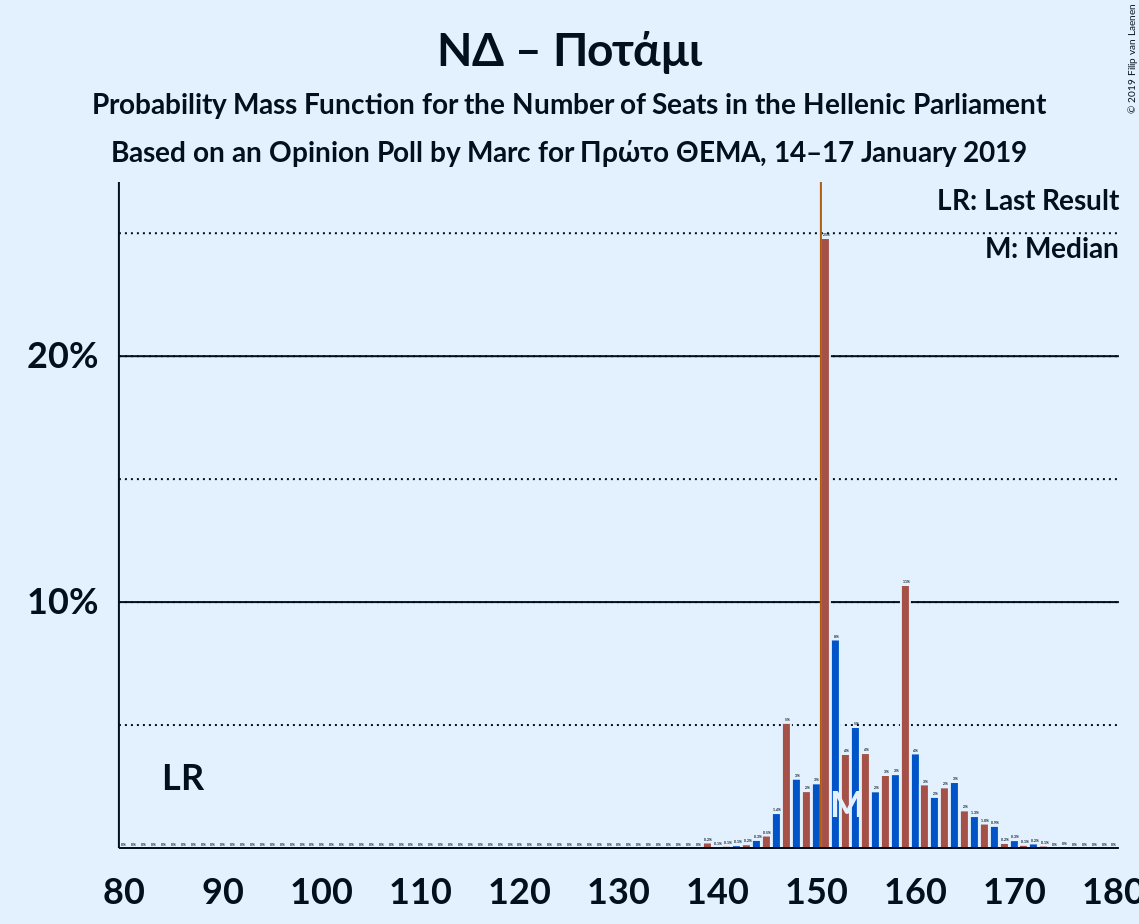 ΝΔ – Ποτάμι
Probability Mass Function for the Number of Seats in the Hellenic Parliament
Based on an Opinion Poll by Marc for Πρώτο ΘΕΜΑ, 14–17 January 2019
© 2019 Filip van Laenen
LR: Last Result
M: Median
20%
10%
LR
M
80 90 100 110 120 130 140 150 160 170 180